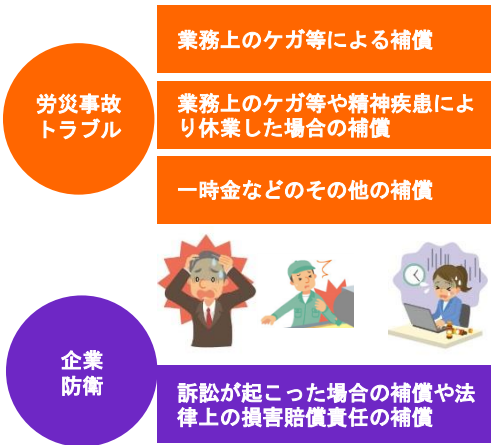 労災事故
トラブル
業務上のケガ等による補償
業務上のケガ等や精神疾患によ
り休業した場合の補償
一時金などのその他の補償
企業
防衛
訴訟が起こった場合の補償や法
律上の損害賠償責任の補償